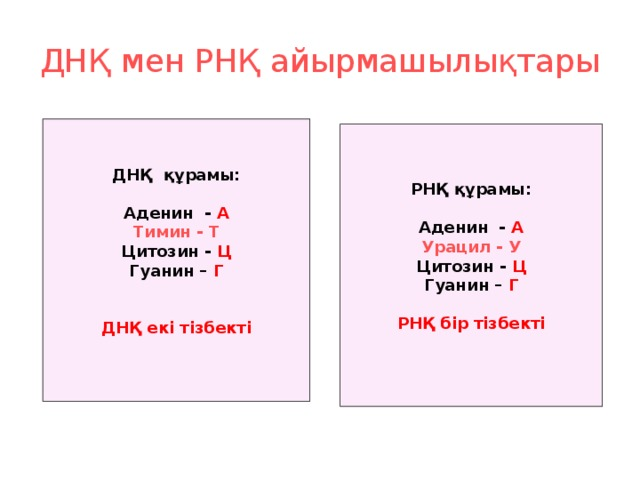 ДНҚ мен РНҚ айырмашылықтары
ДНҚ құрамы:
Аденин - А
Тимин - Т
Цитозин - Ц
Гуанин – Г
ДНҚ екі тізбекті
РНҚ құрамы:
Аденин - А
Урацил - У
Цитозин - Ц
Гуанин – Г
РНҚ бір тізбекті